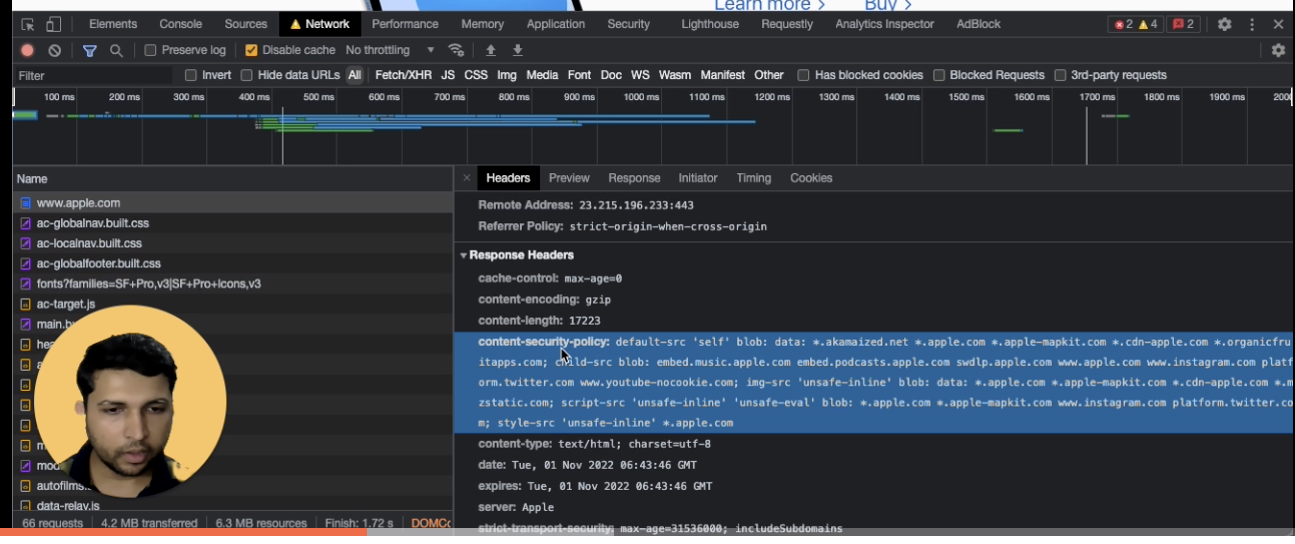 Learn more > Buy >
Elements Console Sources Network Performance Memory Application Security Lighthouse Requestly Analytics Inspector AdBlock 2 4 2
Preserve log Disable cache No throttling
Filter Invert Hide data URLs All Fetch/XHR JS CSS Img Media Font Doc WS Wasm Manifest Other Has blocked cookies Blocked Requests 3rd-party requests
100 ms 200 ms 300 ms 400 ms 500 ms 600 ms 700 ms 800 ms 900 ms 1000 ms 1100 ms 1200 ms 1300 ms 1400 ms 1500 ms 1600 ms 1700 ms 1800 ms 1900 ms 200
Name
www.apple.com
ac-globalnav.built.css
ac-localnav.built.css
ac-globalfooter.built.css
fonts?families=SF+Pro,v3|SF+Pro+Icons,v3
ac-target.js
main.b
hea
a
m
mod
autofilms.
data-relay.js
66 requests 4.2 MB transferred 6.3 MB resources Finish: 1.72 s DOMCo
× Headers Preview Response Initiator Timing Cookies
Remote Address: 23.215.196.233:443
Referrer Policy: strict-origin-when-cross-origin
Response Headers
cache-control: max-age=0
content-encoding: gzip
content-length: 17223
content-security-policy: default-src 'self' blob: data: *.akamaized.net *.apple.com *.apple-mapkit.com *.cdn-apple.com *.organicfru
itapps.com; child-src blob: embed.music.apple.com embed.podcasts.apple.com swdlp.apple.com www.apple.com www.instagram.com platf
orm.twitter.com www.youtube-nocookie.com; img-src 'unsafe-inline' blob: data: *.apple.com *.apple-mapkit.com *.cdn-apple.com *.m
zstatic.com; script-src 'unsafe-inline' 'unsafe-eval' blob: *.apple.com *.apple-mapkit.com www.instagram.com platform.twitter.co
m; style-src 'unsafe-inline' *.apple.com
content-type: text/html; charset=utf-8
date: Tue, 01 Nov 2022 06:43:46 GMT
expires: Tue, 01 Nov 2022 06:43:46 GMT
server: Apple
strict-transport-security: max-age=31536000; includeSubdomains